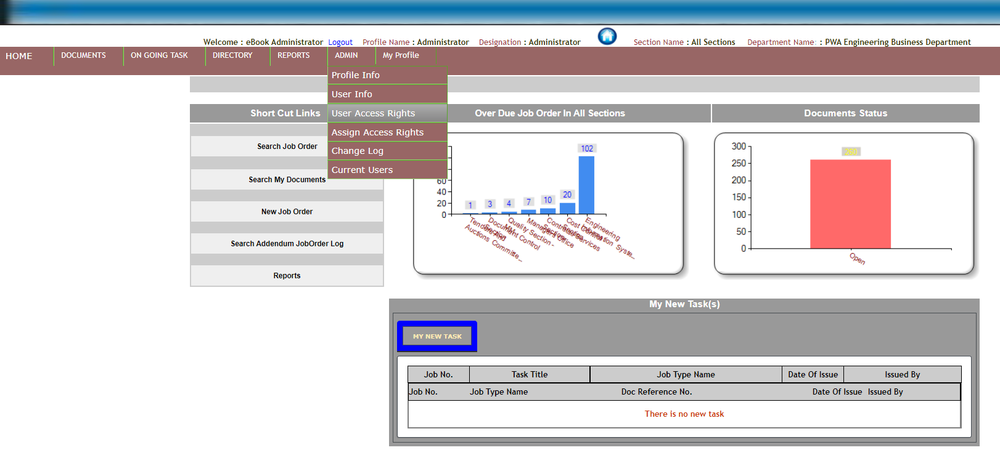 Welcome : eBook Administrator Logout Profile Name : Administrator Designation : Administrator Section Name : All Sections Department Name: : PWA Engineering Business Department
HOME DOCUMENTS ON GOING TASK DIRECTORY REPORTS ADMIN My Profile
Profile Info
User Info
User Access Rights
Assign Access Rights
Change Log
Current Users
Short Cut Links
Search Job Order
Search My Documents
New Job Order
Search Addendum JobOrder Log
Reports
Over Due Job Order In All Sections
102
60
40
20
0
1 3 4 7 10 20
Tenders And
Auctions Committe...
Document Control
Section
Quality Section -
MM
Managers Office
Contracts
Section
Cost Control
Section
Engineering
Information Syste...
Documents Status
300
250
200
150
100
50
0
260
Open
My New Task(s)
MY NEW TASK
Job No. Task Title Job Type Name Date Of Issue Issued By
Job No. Job Type Name Doc Reference No. Date Of Issue Issued By
There is no new task